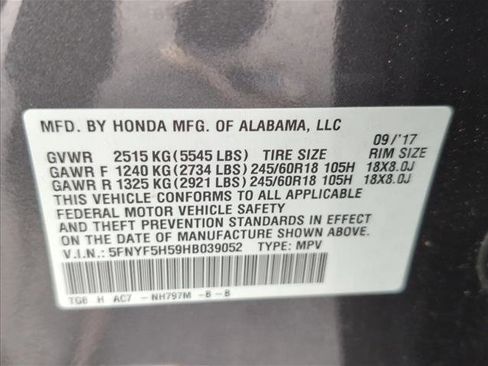 MFD. BY HONDA MFG. OF ALABAMA, LLC
09/'17
GVWR 2515 KG (5545 LBS) TIRE SIZE RIM SIZE
GAWR F 1240 KG (2734 LBS) 245/60R18 105H 18X8.0J
GAWR R 1325 KG (2921 LBS) 245/60R18 105H 18X8.0J
THIS VEHICLE CONFORMS TO ALL APPLICABLE
FEDERAL MOTOR VEHICLE SAFETY
AND THEFT PREVENTION STANDARDS IN EFFECT
ON THE DATE OF MANUFACTURE SHOWN ABOVE.
V.I.N.: 5FNYF5H59HB039052 TYPE: MPV
TG8 H AC7 -NH797M -B -B